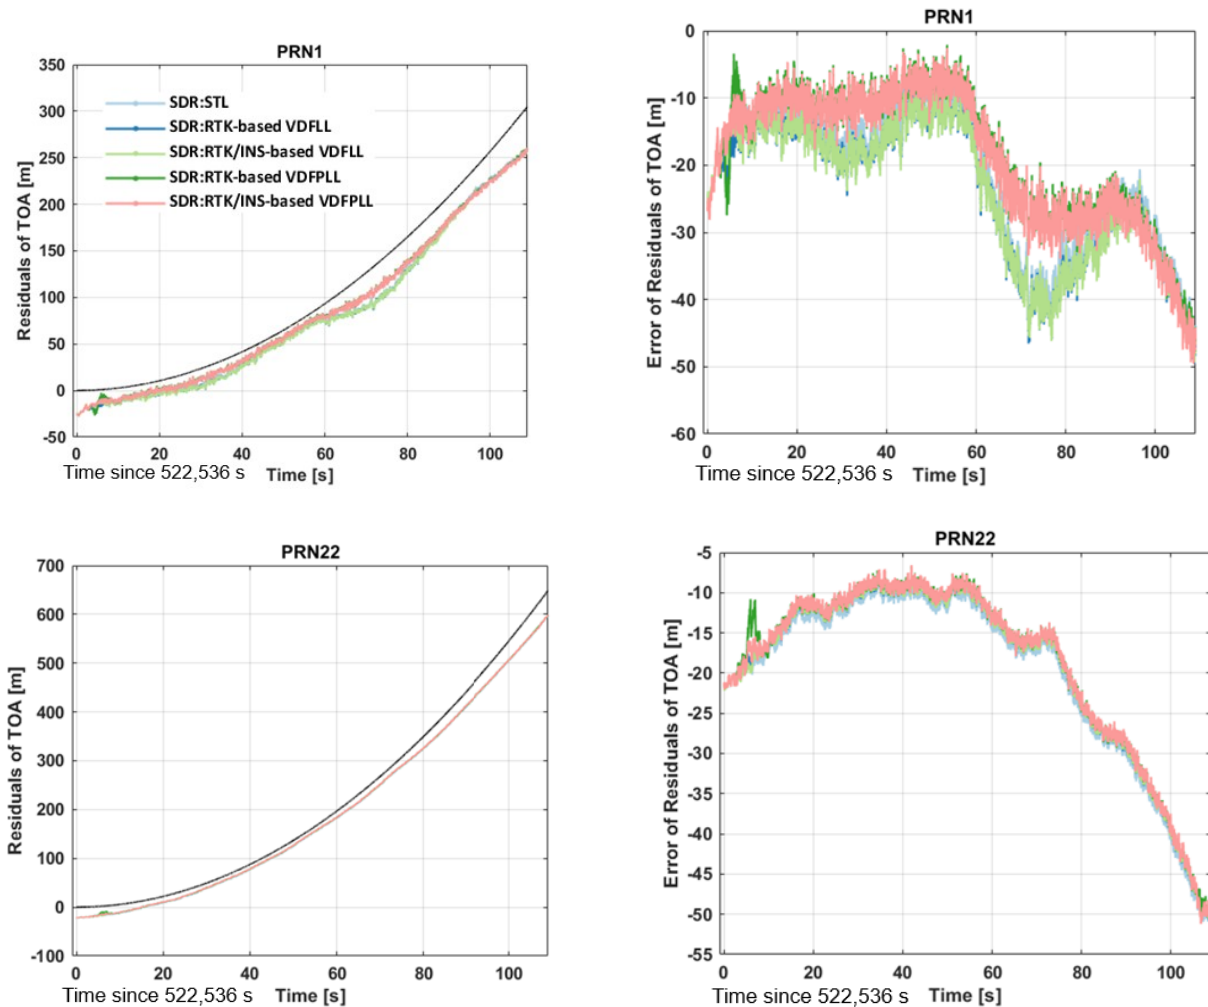 PRN1
Residuals of TOA [m]
350
300
250
200
150
100
50
0
-50
SDR:STL
SDR:RTK-based VDFLL
SDR:RTK/INS-based VDFLL
SDR:RTK-based VDFPLL
SDR:RTK/INS-based VDFPLL
0 20 40 60 80 100
Time since 522,536 s Time [s]
PRN1
Error of Residuals of TOA [m]
0
-10
-20
-30
-40
-50
-60
0 20 40 60 80 100
Time since 522,536 s Time [s]
PRN22
Residuals of TOA [m]
700
600
500
400
300
200
100
0
-100
0 20 40 60 80 100
Time since 522,536 s Time [s]
PRN22
Error of Residuals of TOA [m]
-5
-10
-15
-20
-25
-30
-35
-40
-45
-50
-55
0 20 40 60 80 100
Time since 522,536 s Time [s]